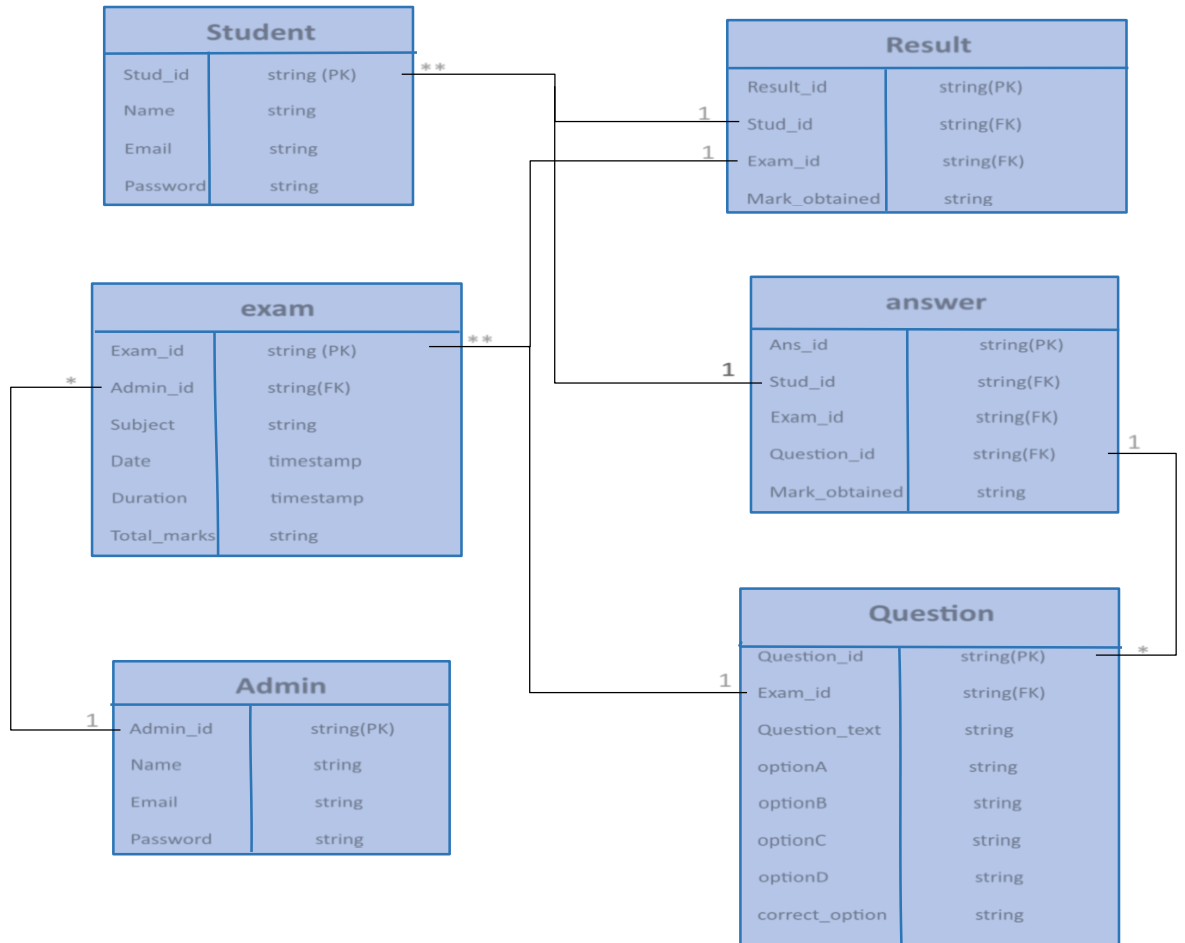 Student
Stud_id string (PK)
Name string
Email string
Password string
**
Result
Result_id string(PK)
1
Stud_id string(FK)
1
Exam_id string(FK)
Mark_obtained string
exam
Exam_id string (PK)
**
*
Admin_id string(FK)
Subject string
Date timestamp
Duration timestamp
Total_marks string
answer
Ans_id string(PK)
1
Stud_id string(FK)
Exam_id string(FK)
Question_id string(FK)
1
Mark_obtained string
Admin
1
Admin_id string(PK)
Name string
Email string
Password string
Question
Question_id string(PK)
*
1
Exam_id string(FK)
Question_text string
optionA string
optionB string
optionC string
optionD string
correct_option string